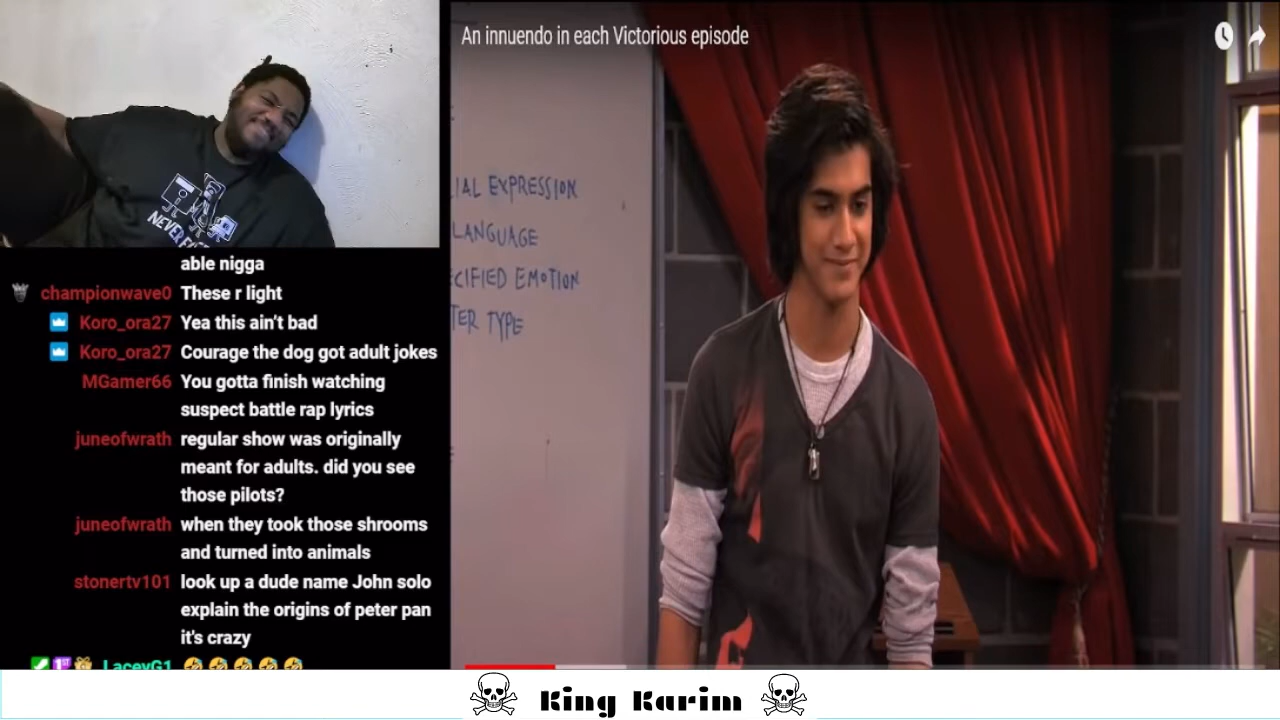 An innuendo in each Victorious episode
IAL EXPRESSION
LANGUAGE
CIFIED EMOTION
TER TYPE
NEVER F
able nigga
championwave0 These r light
Koro_ora27 Yea this ain’t bad
Koro_ora27 Courage the dog got adult jokes
MGamer66 You gotta finish watching
suspect battle rap lyrics
juneofwrath regular show was originally
meant for adults. did you see
those pilots?
juneofwrath when they took those shrooms
and turned into animals
stonertv101 look up a dude name John solo
explain the origins of peter pan
it's crazy
1ST LaceyG1 🤣🤣🤣🤣🤣
King Karim